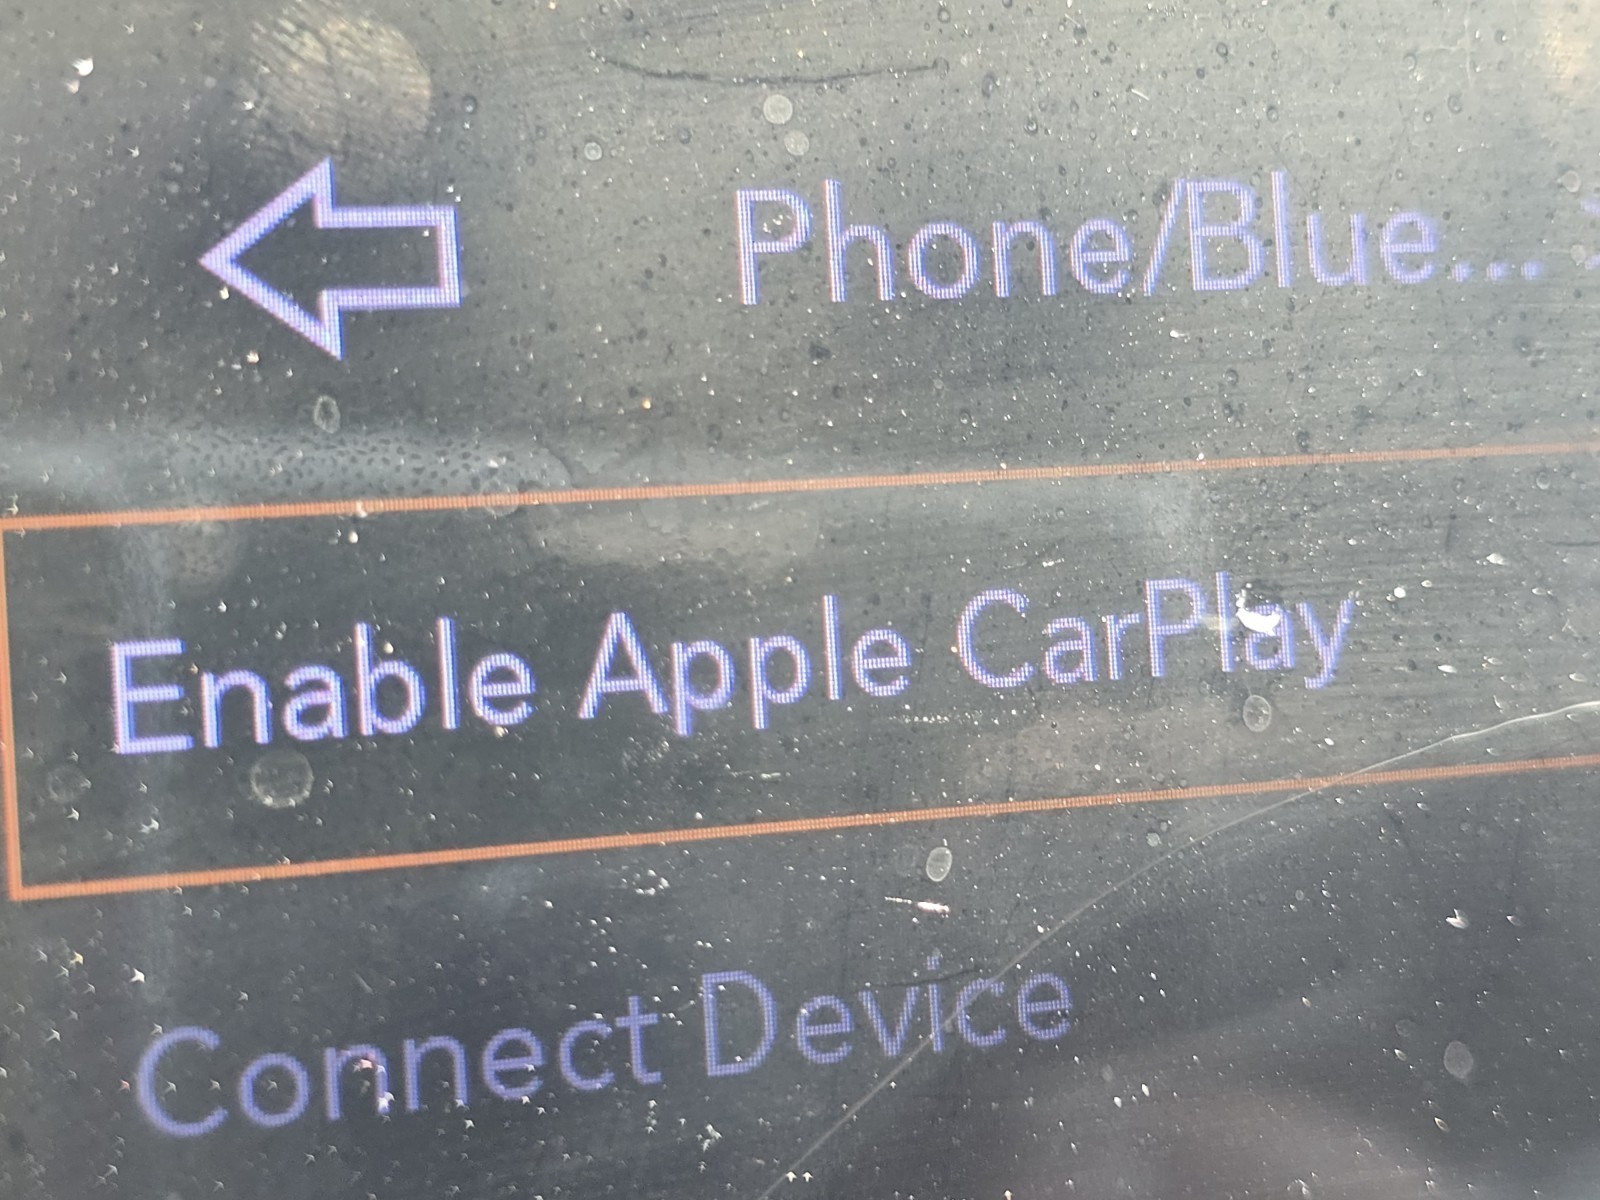 Phone/Blue...
Enable Apple CarPlay
Connect Device